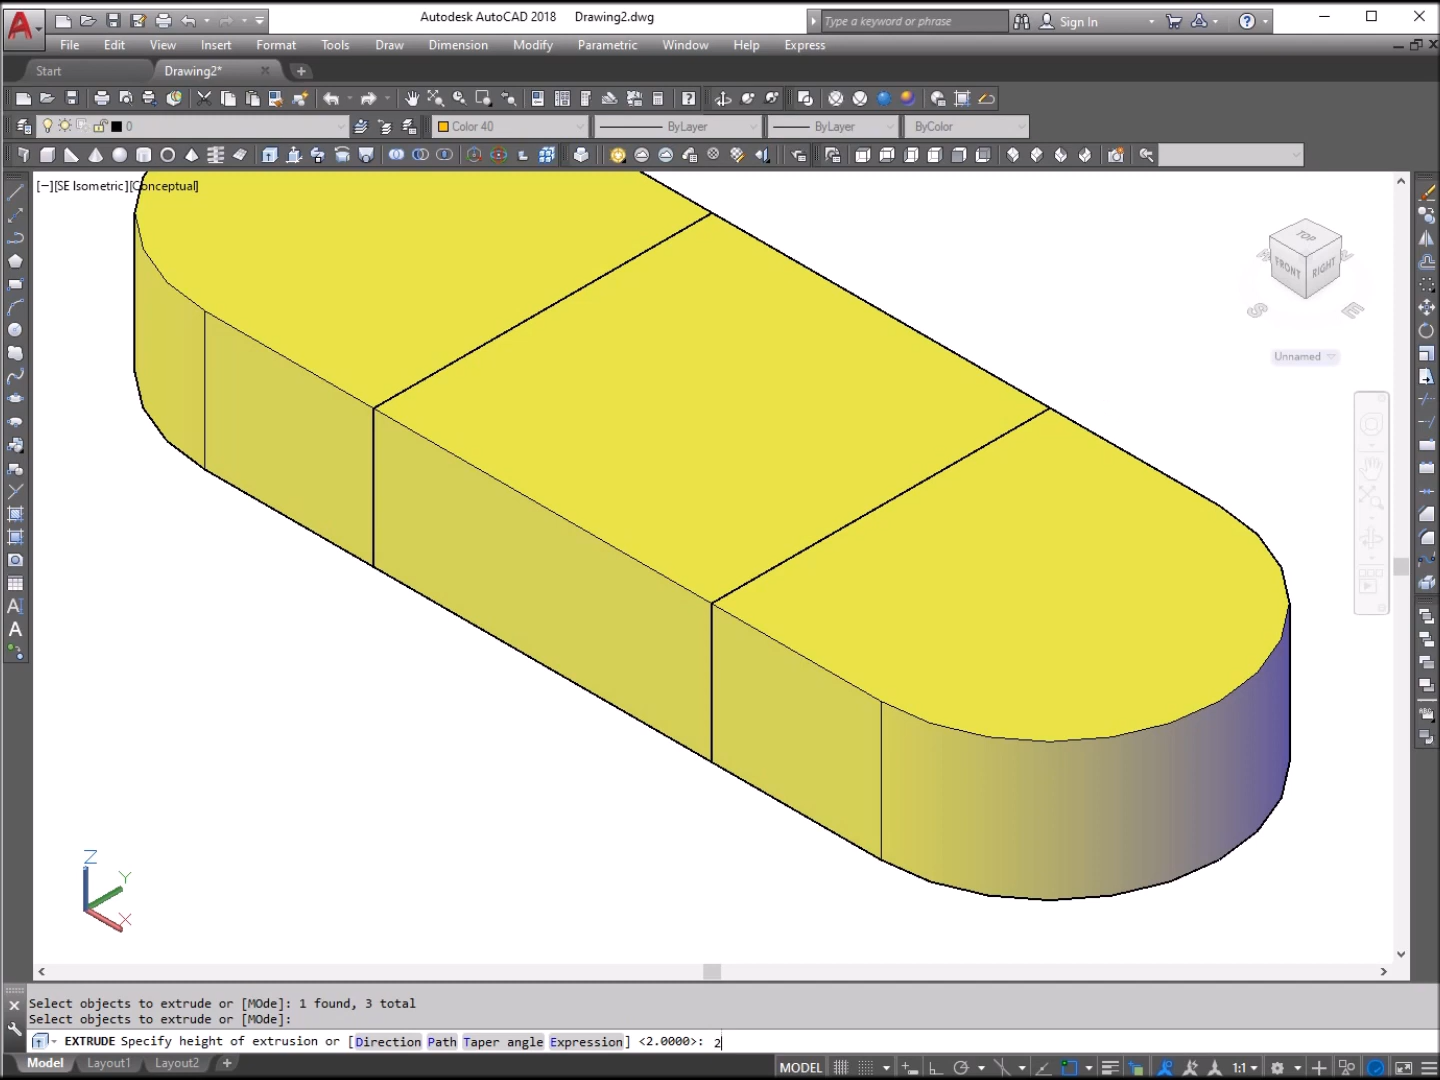 Autodesk AutoCAD 2018 Drawing2.dwg
Type a keyword or phrase
Sign In
File Edit View Insert Format Tools Draw Dimension Modify Parametric Window Help Express
Start Drawing2*
0
Color 40
ByLayer
ByLayer
ByColor
[−][SE Isometric][Conceptual]
TOP
FRONT
RIGHT
S
E
Unnamed
A
A
Z
Y
X
Select objects to extrude or [MOde]: 1 found, 3 total
Select objects to extrude or [MOde]:
EXTRUDE Specify height of extrusion or [Direction Path Taper angle Expression] <2.0000>: 2
Model Layout1 Layout2 +
MODEL
1:1